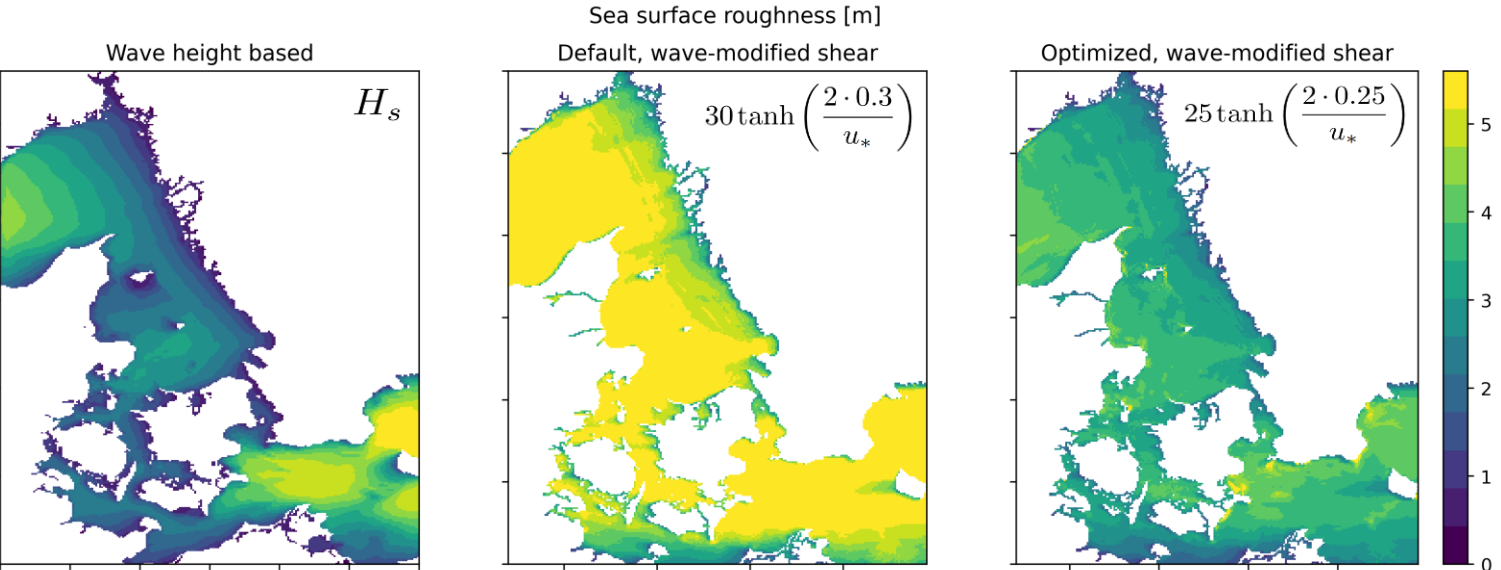 Sea surface roughness [m]
Wave height based
Default, wave-modified shear
Optimized, wave-modified shear
H_s
30 tanh (2 · 0.3 / u_*)
25 tanh (2 · 0.25 / u_*)
5
4
3
2
1
0